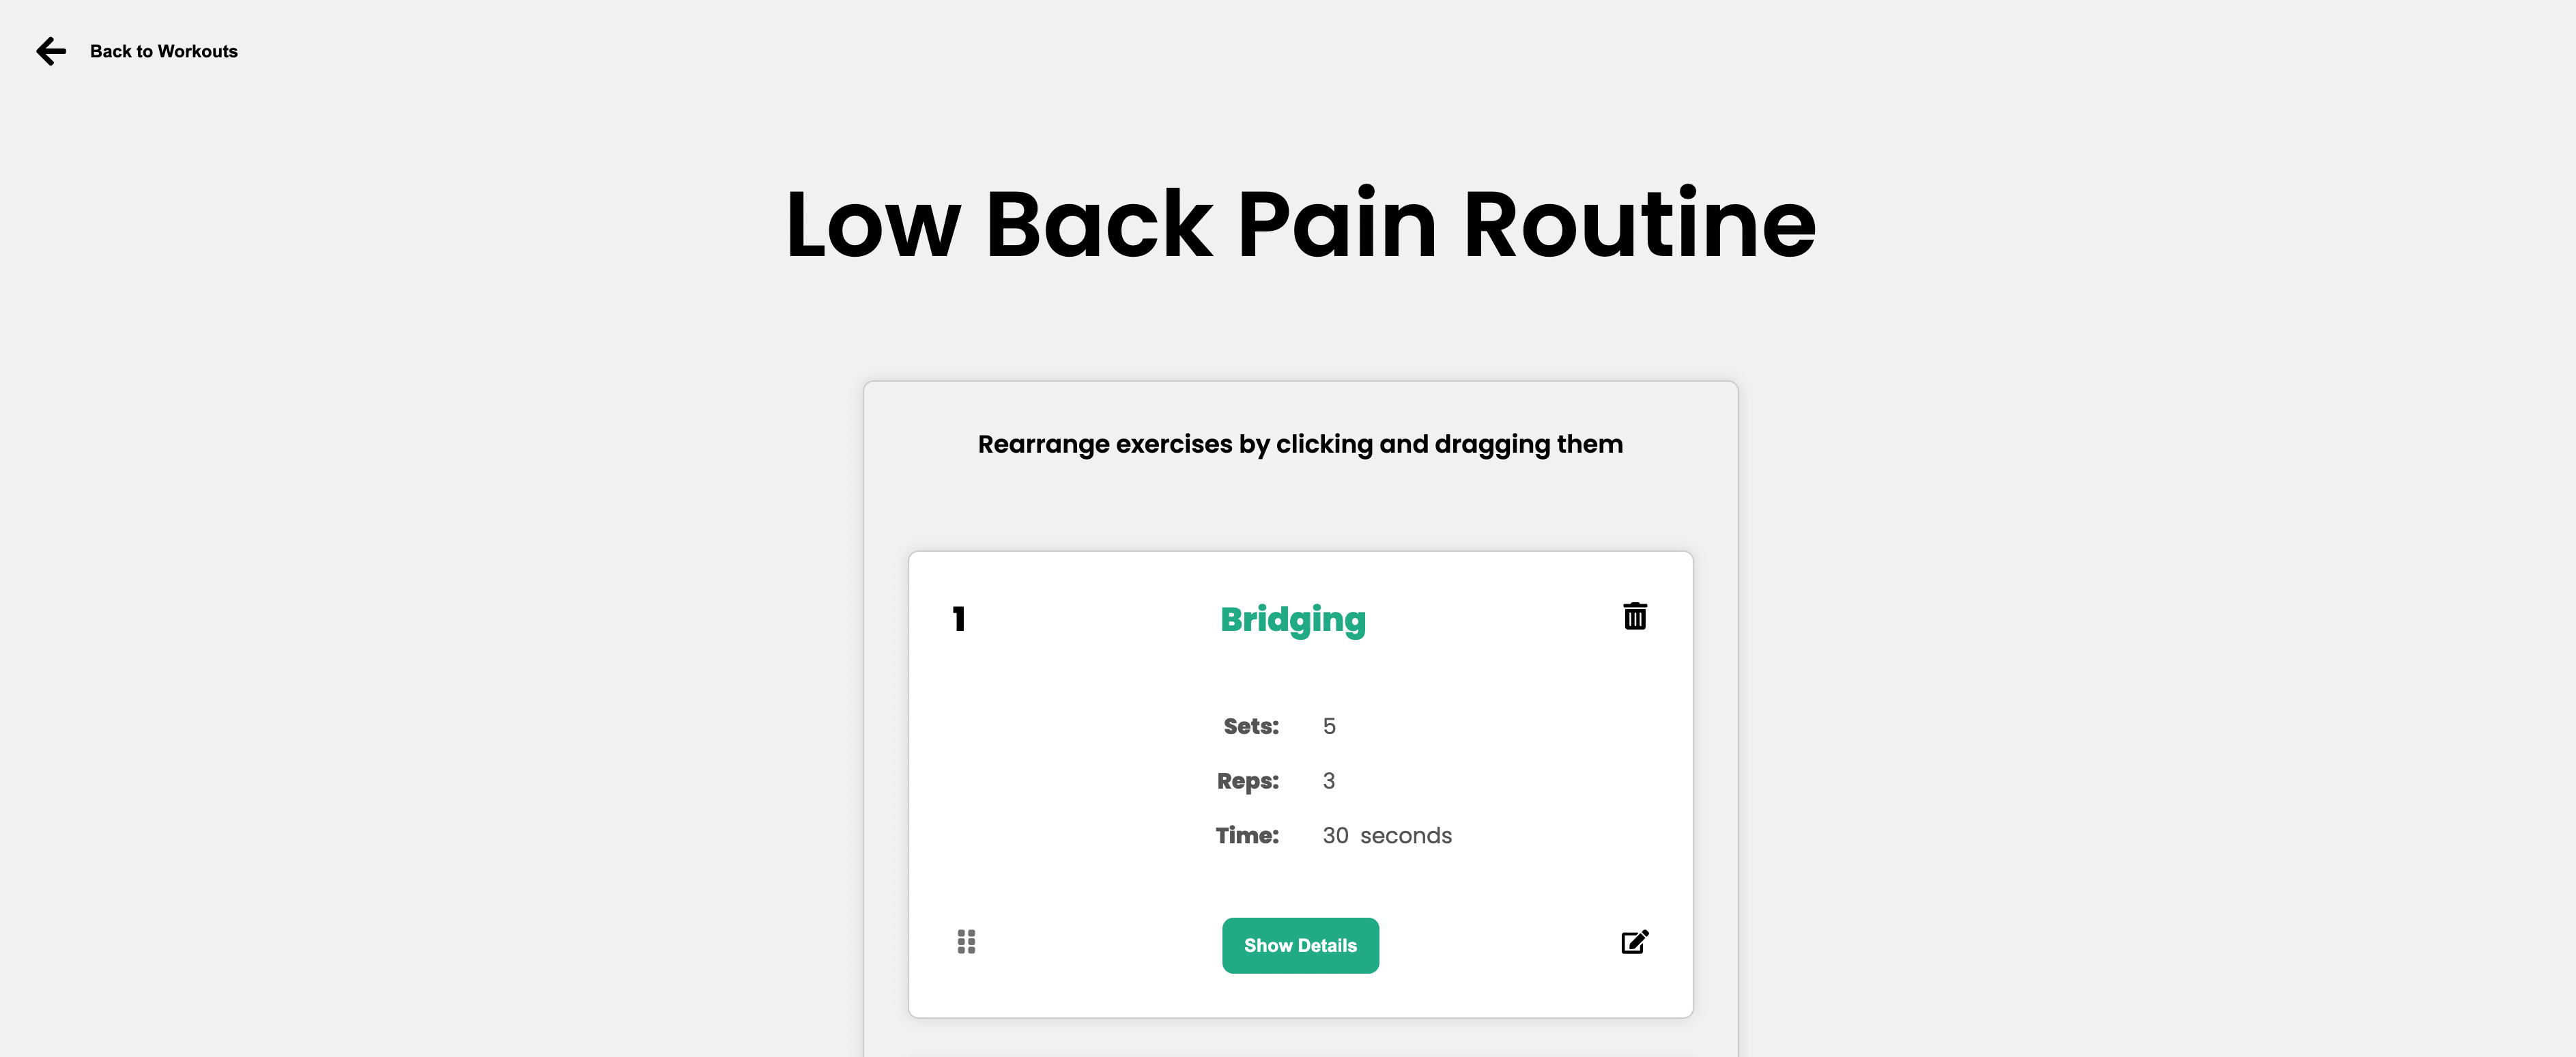 Back to Workouts
Low Back Pain Routine
Rearrange exercises by clicking and dragging them
1 Bridging
Sets: 5
Reps: 3
Time: 30 seconds
Show Details